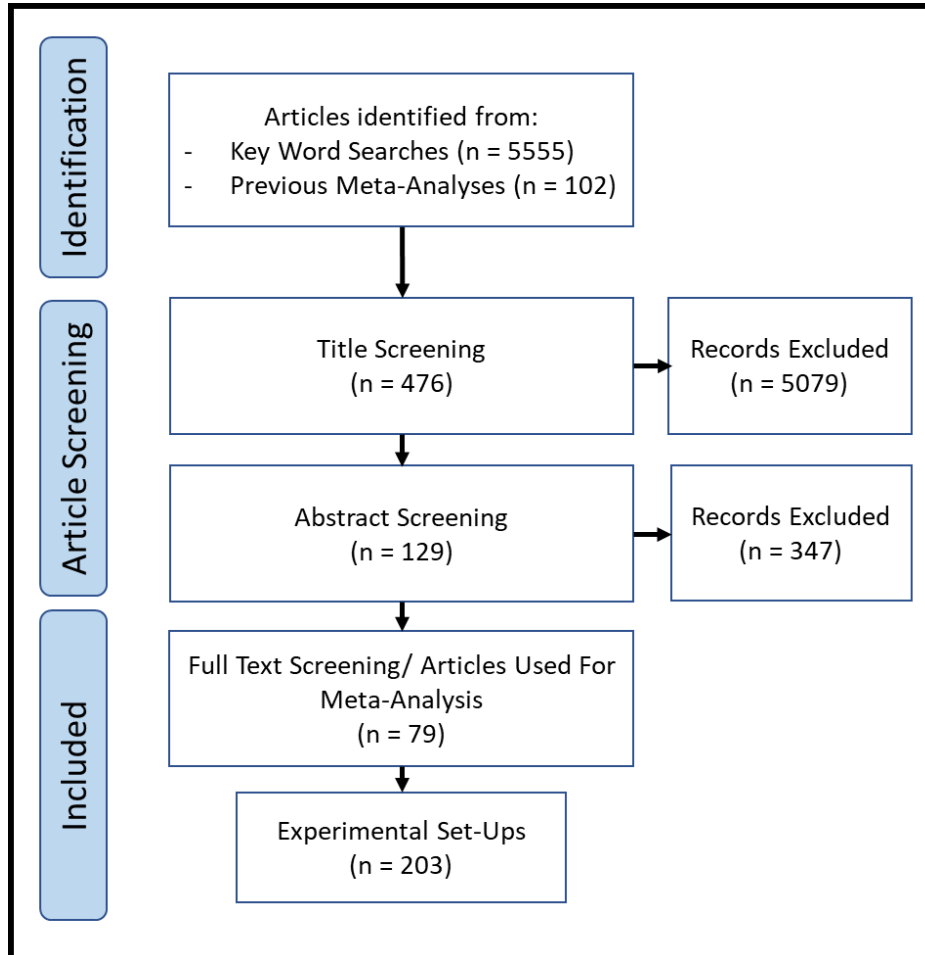 Identification
Articles identified from:
- Key Word Searches (n = 5555)
- Previous Meta-Analyses (n = 102)
Article Screening
Title Screening
(n = 476)
Records Excluded
(n = 5079)
Abstract Screening
(n = 129)
Records Excluded
(n = 347)
Included
Full Text Screening/ Articles Used For
Meta-Analysis
(n = 79)
Experimental Set-Ups
(n = 203)